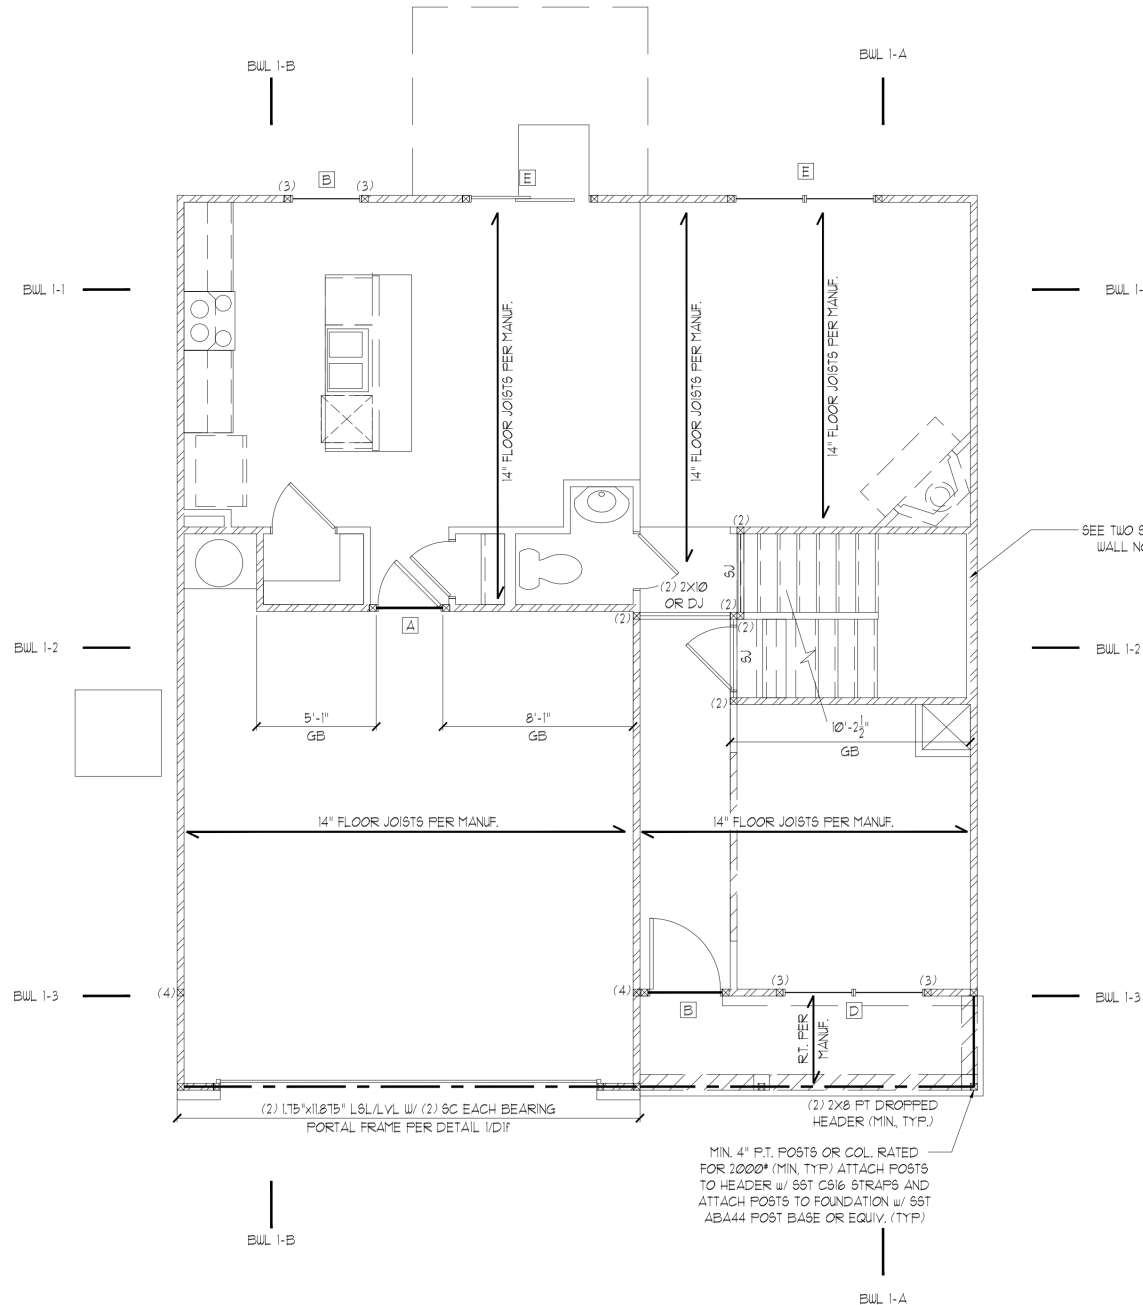 BWL 1-B
BWL 1-A
(3)
B
(3)
E
E
BWL 1-1
BWL 1-
14" FLOOR JOISTS PER MANUF.
14" FLOOR JOISTS PER MANUF.
14" FLOOR JOISTS PER MANUF.
(2)
SEE TWO S
WALL NO
SJ
(2) 2X10
OR DJ
(2)
(2)
(2)
A
SJ
BWL 1-2
BWL 1-2
(2)
5'-1"
GB
8'-1"
GB
10'-2½"
GB
14" FLOOR JOISTS PER MANUF.
14" FLOOR JOISTS PER MANUF.
(3)
(3)
BWL 1-3
(4)
(4)
BWL 1-3
B
D
R.T. PER
MANUF.
(2) 1.75"x11.875" LSL/LVL W/ (2) SC EACH BEARING
PORTAL FRAME PER DETAIL 1/D1f
(2) 2X8 PT DROPPED
HEADER (MIN., TYP.)
MIN. 4" P.T. POSTS OR COL. RATED
FOR 2000# (MIN, TYP) ATTACH POSTS
TO HEADER w/ SST CS16 STRAPS AND
ATTACH POSTS TO FOUNDATION w/ SST
ABA44 POST BASE OR EQUIV. (TYP)
BWL 1-B
BWL 1-A